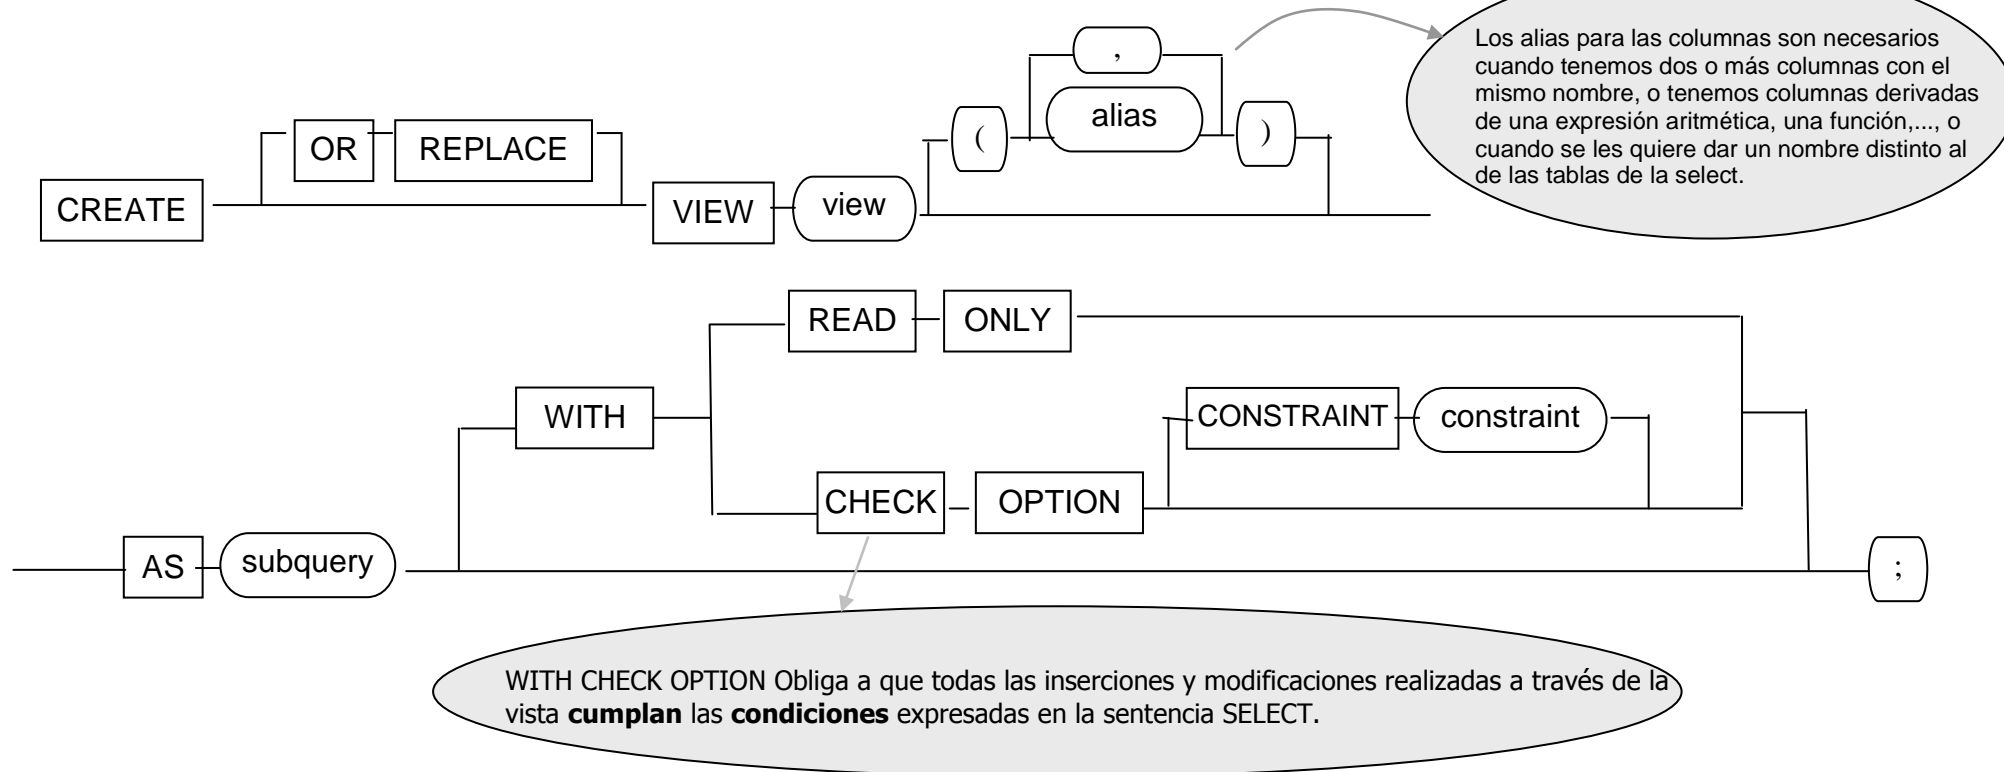 ,
Los alias para las columnas son necesarios
cuando tenemos dos o más columnas con el
mismo nombre, o tenemos columnas derivadas
de una expresión aritmética, una función,..., o
cuando se les quiere dar un nombre distinto al
de las tablas de la select.
OR REPLACE ( alias )
CREATE VIEW view
READ ONLY
WITH CONSTRAINT constraint
CHECK OPTION
AS subquery ;
WITH CHECK OPTION Obliga a que todas las inserciones y modificaciones realizadas a través de la
vista cumplan las condiciones expresadas en la sentencia SELECT.